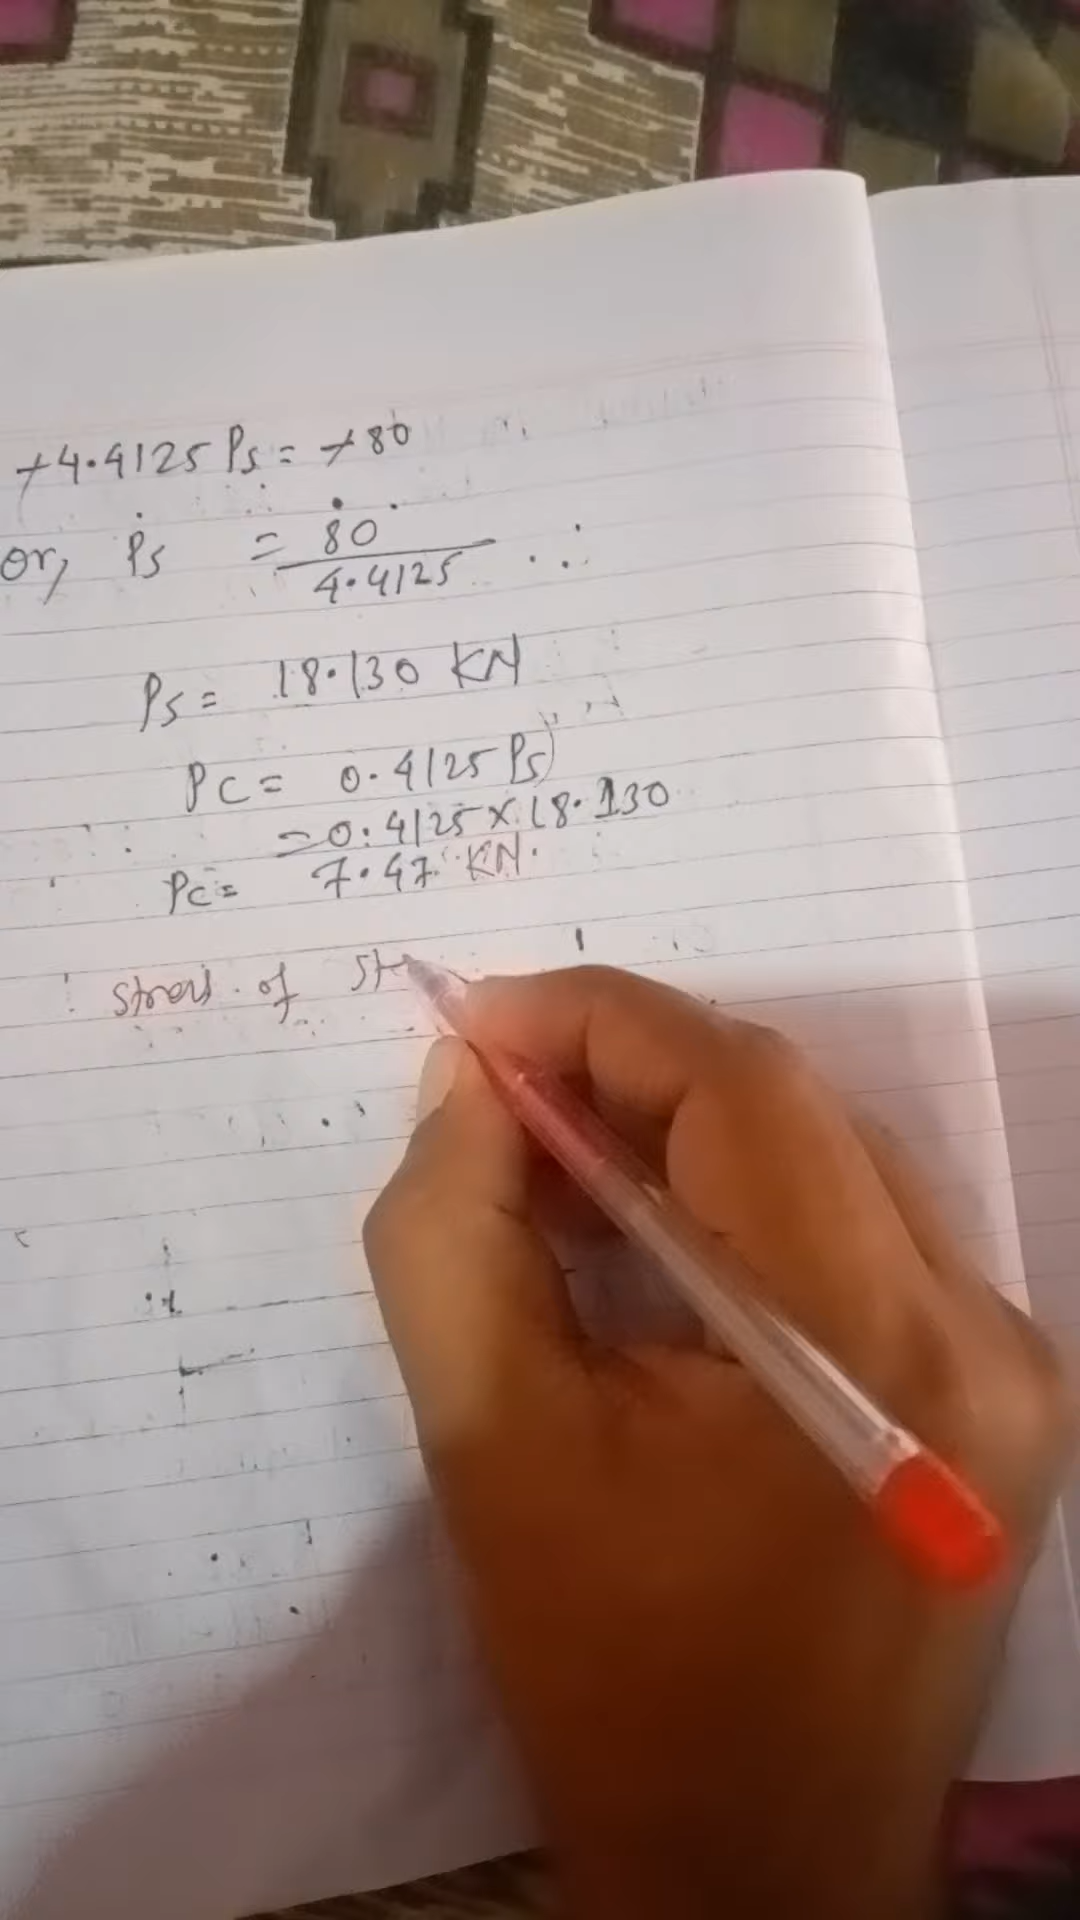 +4.4125 Ps = +80
or, Ps = 80
4.4125
Ps = 18.130 KN
Pc = 0.4125 Ps
= 0.4125 x 18.130
Pc = 7.47 KN.
stress of ste